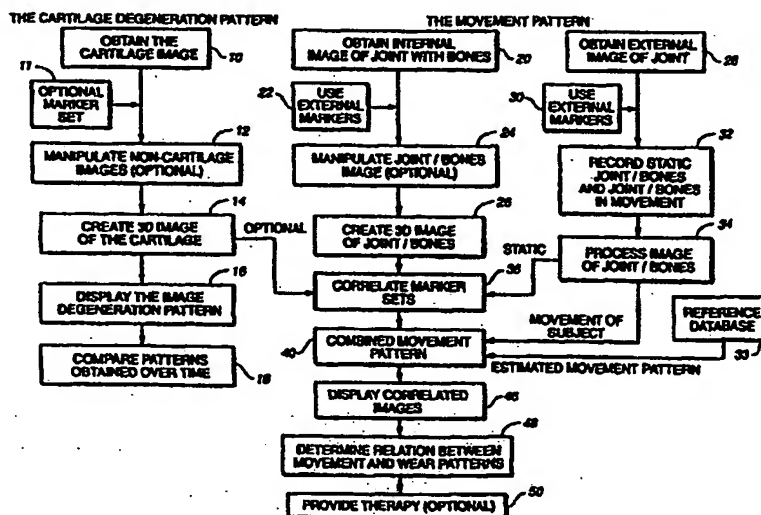 THE CARTILAGE DEGENERATION PATTERN
OBTAIN THE
CARTILAGE IMAGE
10
11
OPTIONAL
MARKER
SET
12
MANIPULATE NON-CARTILAGE
IMAGES (OPTIONAL)
14
CREATE 3D IMAGE
OF THE CARTILAGE
OPTIONAL
16
DISPLAY THE IMAGE
DEGENERATION PATTERN
COMPARE PATTERNS
OBTAINED OVER TIME
18
THE MOVEMENT PATTERN
OBTAIN INTERNAL
IMAGE OF JOINT WITH BONES
20
22
USE
EXTERNAL
MARKERS
24
MANIPULATE JOINT / BONES
IMAGE (OPTIONAL)
26
CREATE 3D IMAGE
OF JOINT / BONES
OBTAIN EXTERNAL
IMAGE OF JOINT
28
30
USE
EXTERNAL
MARKERS
32
RECORD STATIC
JOINT / BONES
AND JOINT / BONES
IN MOVEMENT
34
PROCESS IMAGE
OF JOINT / BONES
STATIC
CORRELATE MARKER
SETS
36
MOVEMENT OF
SUBJECT
REFERENCE
DATABASE
33
40
COMBINED MOVEMENT
PATTERN
ESTIMATED MOVEMENT PATTERN
DISPLAY CORRELATED
IMAGES
46
48
DETERMINE RELATION BETWEEN
MOVEMENT AND WEAR PATTERNS
50
PROVIDE THERAPY (OPTIONAL)